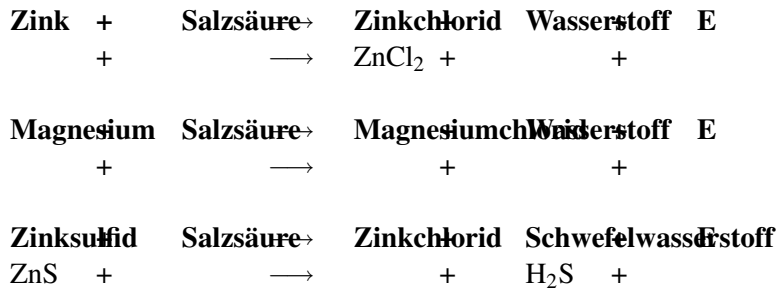 Zink + Salzsäure ⟶ Zinkchlorid + Wasserstoff + E
+ ⟶ ZnCl₂ + +
Magnesium + Salzsäure ⟶ Magnesiumchlorid + Wasserstoff + E
+ ⟶ + +
Zinksulfid + Salzsäure ⟶ Zinkchlorid + Schwefelwasserstoff + E
ZnS + ⟶ + H₂S +